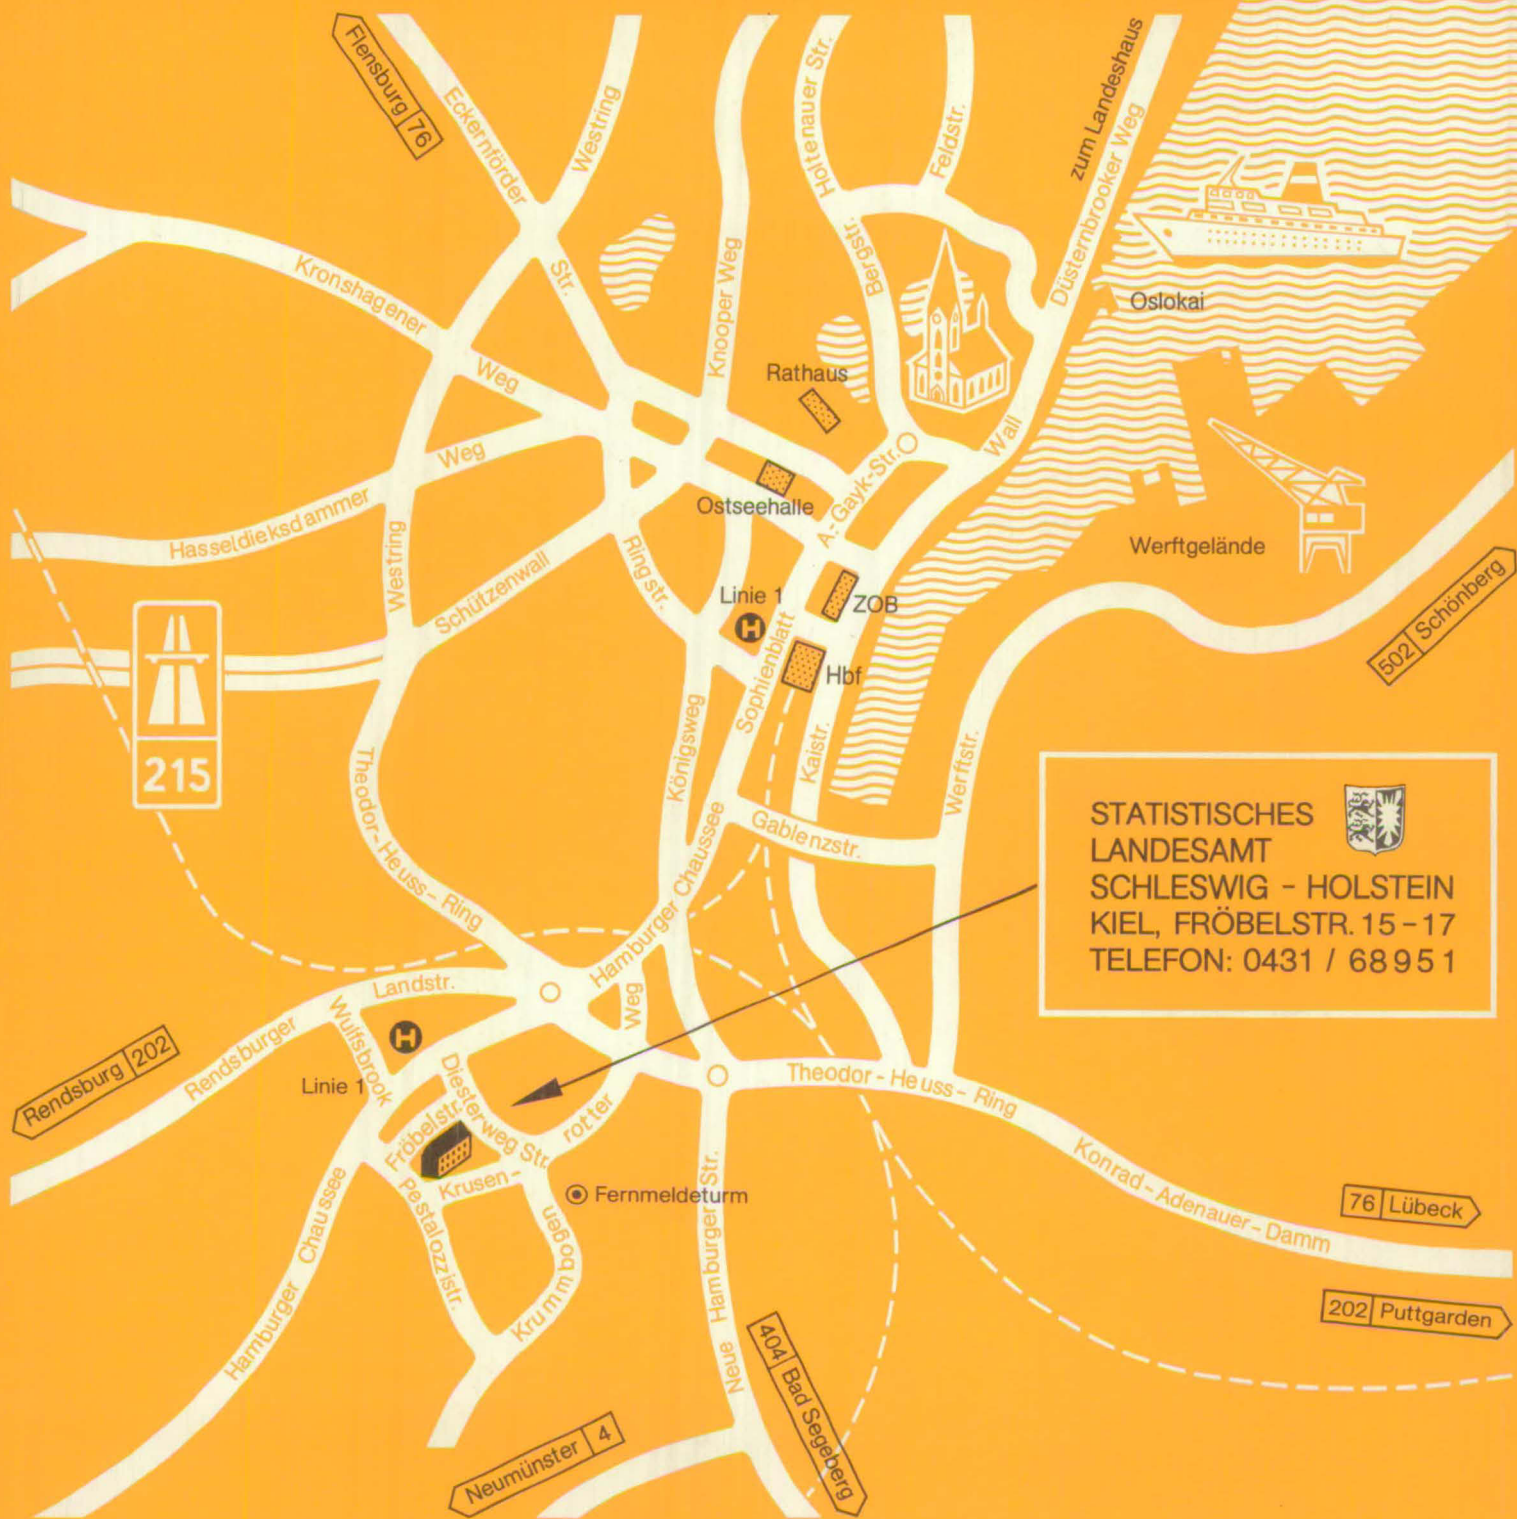 Flensburg 76
Eckernförder
Str.
Westring
Knooper Weg
Holtenauer Str.
Feldstr.
Bergstr.
zum Landeshaus
Düsternbrooker Weg
Oslokai
Kronshagener
Weg
Rathaus
Wall
A.-Gayk-Str.
Ostseehalle
Hasseldieksdammer
Weg
Westring
Schützenwall
Ringstr.
Linie 1
H
ZOB
Hbf
Sophienblatt
Werftgelände
502 Schönberg
215
Theodor-Heuss-Ring
Königsweg
Kaistr.
Werftstr.
Gablenzstr.
Hamburger Chaussee
STATISTISCHES
LANDESAMT
SCHLESWIG - HOLSTEIN
KIEL, FRÖBELSTR. 15-17
TELEFON: 0431 / 68951
Rendsburg 202
Rendsburger
Landstr.
Wulfsbrook
H
Linie 1
Weg
Diesterweg Str.
Fröbelstr.
Krusen-
rotter
Pestalozzistr.
Krummbogen
Fernmeldeturm
Hamburger Chaussee
Theodor-Heuss-Ring
Konrad-Adenauer-Damm
Neue Hamburger Str.
76 Lübeck
202 Puttgarden
404 Bad Segeberg
Neumünster 4